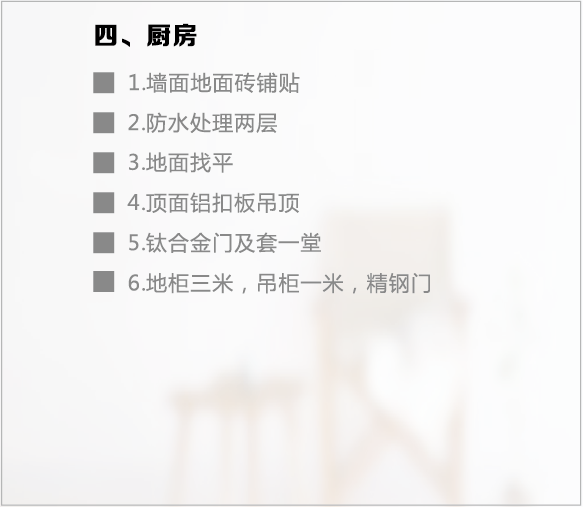 四、厨房
1.墙面地面砖铺贴
2.防水处理两层
3.地面找平
4.顶面铝扣板吊顶
5.钛合金门及套一堂
6.地柜三米，吊柜一米，精钢门